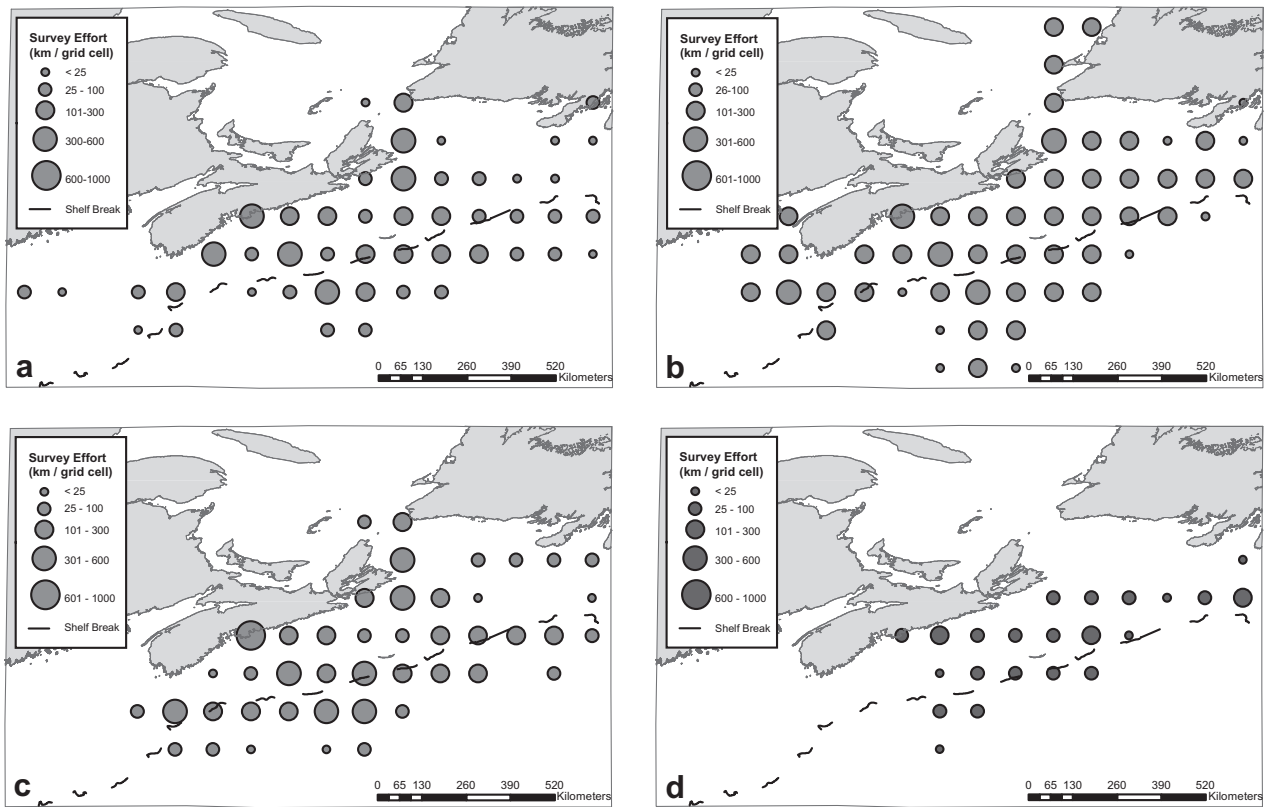 Survey Effort
(km / grid cell)
< 25
25 - 100
101-300
300-600
600-1000
Shelf Break
a
0 65 130 260 390 520
Kilometers
Survey Effort
(km / grid cell)
< 25
26-100
101-300
301-600
601-1000
Shelf Break
b
0 65 130 260 390 520
Kilometers
Survey Effort
(km / grid cell)
< 25
25 - 100
101 - 300
301 - 600
601 - 1000
Shelf Break
c
0 65 130 260 390 520
Kilometers
Survey Effort
(km / grid cell)
< 25
25 - 100
101 - 300
300 - 600
600 - 1000
Shelf Break
d
0 65 130 260 390 520
Kilometers